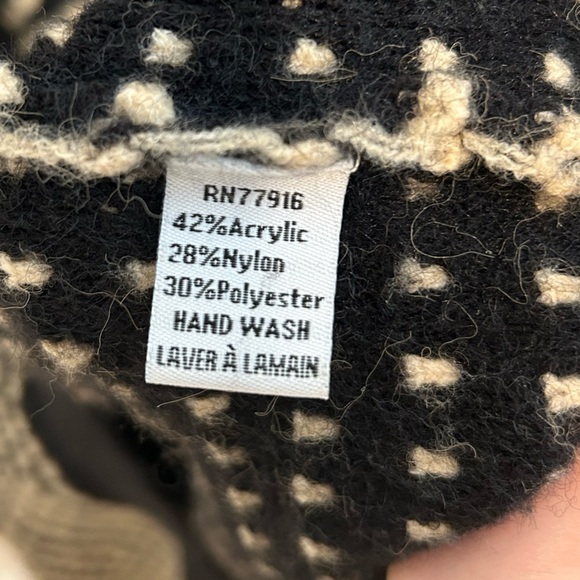 RN77916
42%Acrylic
28%Nylon
30%Polyester
HAND WASH
LAVER À LAMAIN